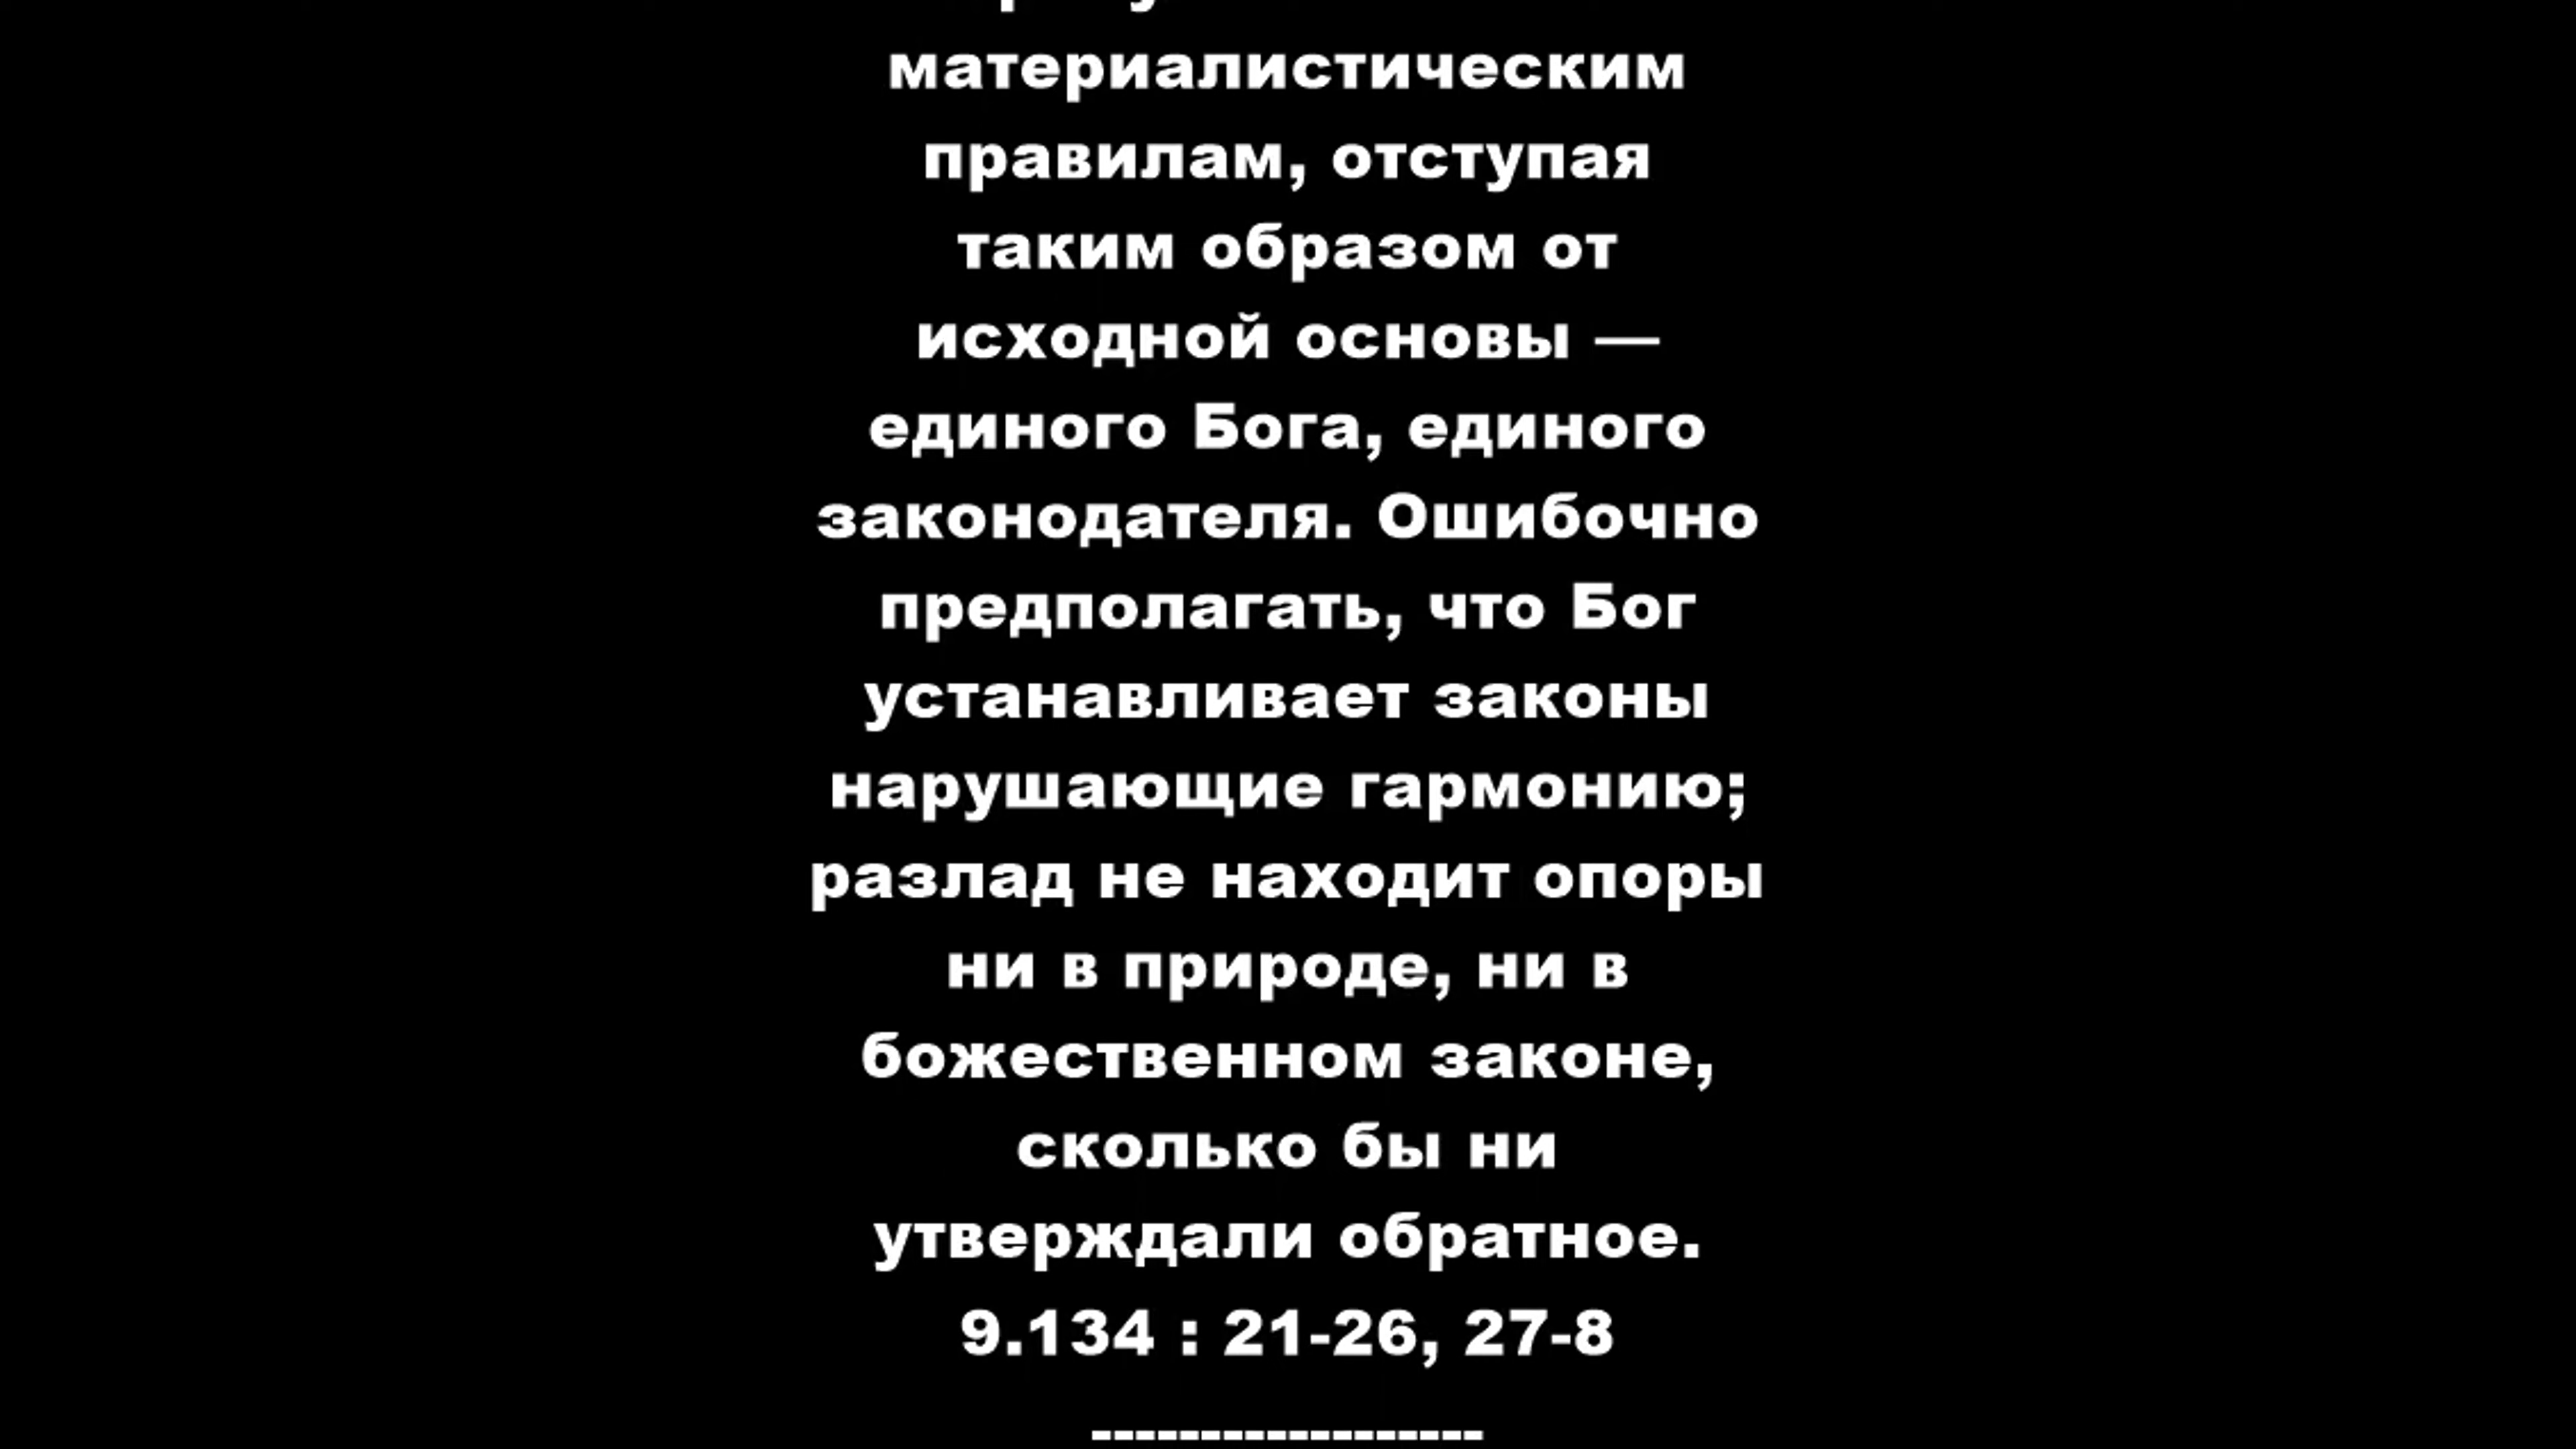 материалистическим
правилам, отступая
таким образом от
исходной основы —
единого Бога, единого
законодателя. Ошибочно
предполагать, что Бог
устанавливает законы
нарушающие гармонию;
разлад не находит опоры
ни в природе, ни в
божественном законе,
сколько бы ни
утверждали обратное.
9.134 : 21-26, 27-8
------------------